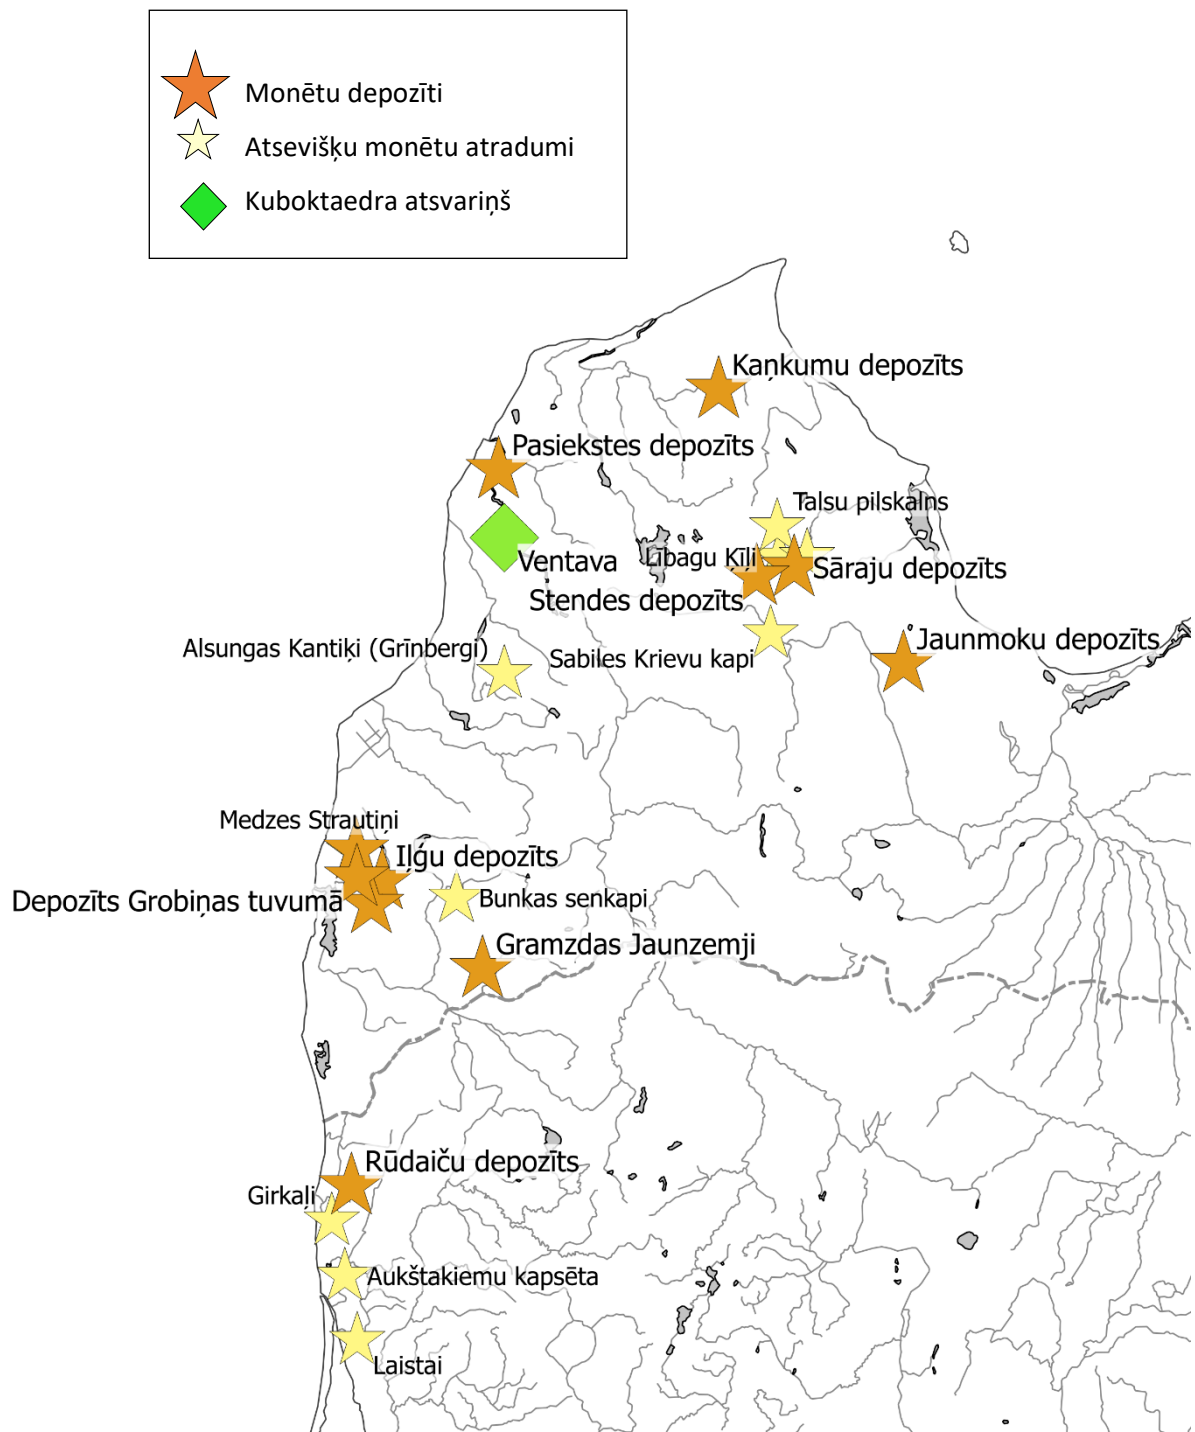 Monētu depozīti
Atsevišķu monētu atradumi
Kuboktaedra atsvariņš
Kaņkumu depozīts
Pasiekstes depozīts
Talsu pilskalns
Lībagu Ķīļi
Ventava
Sāraju depozīts
Stendes depozīts
Jaunmoku depozīts
Alsungas Kantiķi (Grīnbergi)
Sabiles Krievu kapi
Medzes Strautiņi
Iļģu depozīts
Bunkas senkapi
Depozīts Grobiņas tuvumā
Gramzdas Jaunzemji
Rūdaiču depozīts
Girkaļi
Aukštakiemu kapsēta
Laistai